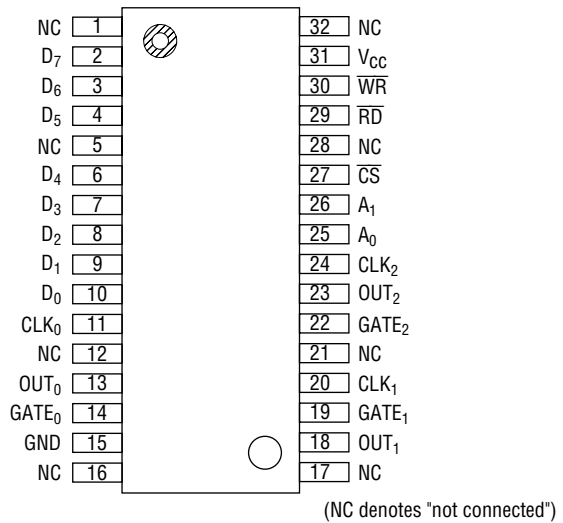 NC 1 32 NC
D7 2 31 VCC
D6 3 30 W̅R̅
D5 4 29 R̅D̅
NC 5 28 NC
D4 6 27 C̅S̅
D3 7 26 A1
D2 8 25 A0
D1 9 24 CLK2
D0 10 23 OUT2
CLK0 11 22 GATE2
NC 12 21 NC
OUT0 13 20 CLK1
GATE0 14 19 GATE1
GND 15 18 OUT1
NC 16 17 NC
(NC denotes "not connected")